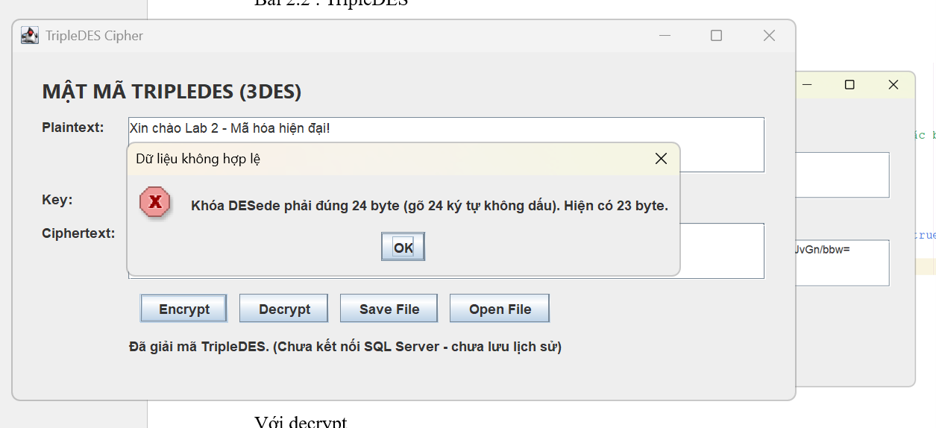 Bài 2.2 : TripleDES
TripleDES Cipher
MẬT MÃ TRIPLEDES (3DES)
Plaintext:
Xin chào Lab 2 - Mã hóa hiện đại!
Dữ liệu không hợp lệ
Khóa DESede phải đúng 24 byte (gõ 24 ký tự không dấu). Hiện có 23 byte.
OK
Key:
Ciphertext:
Encrypt Decrypt Save File Open File
Đã giải mã TripleDES. (Chưa kết nối SQL Server - chưa lưu lịch sử)
JvGn/bbw=
Với decrypt